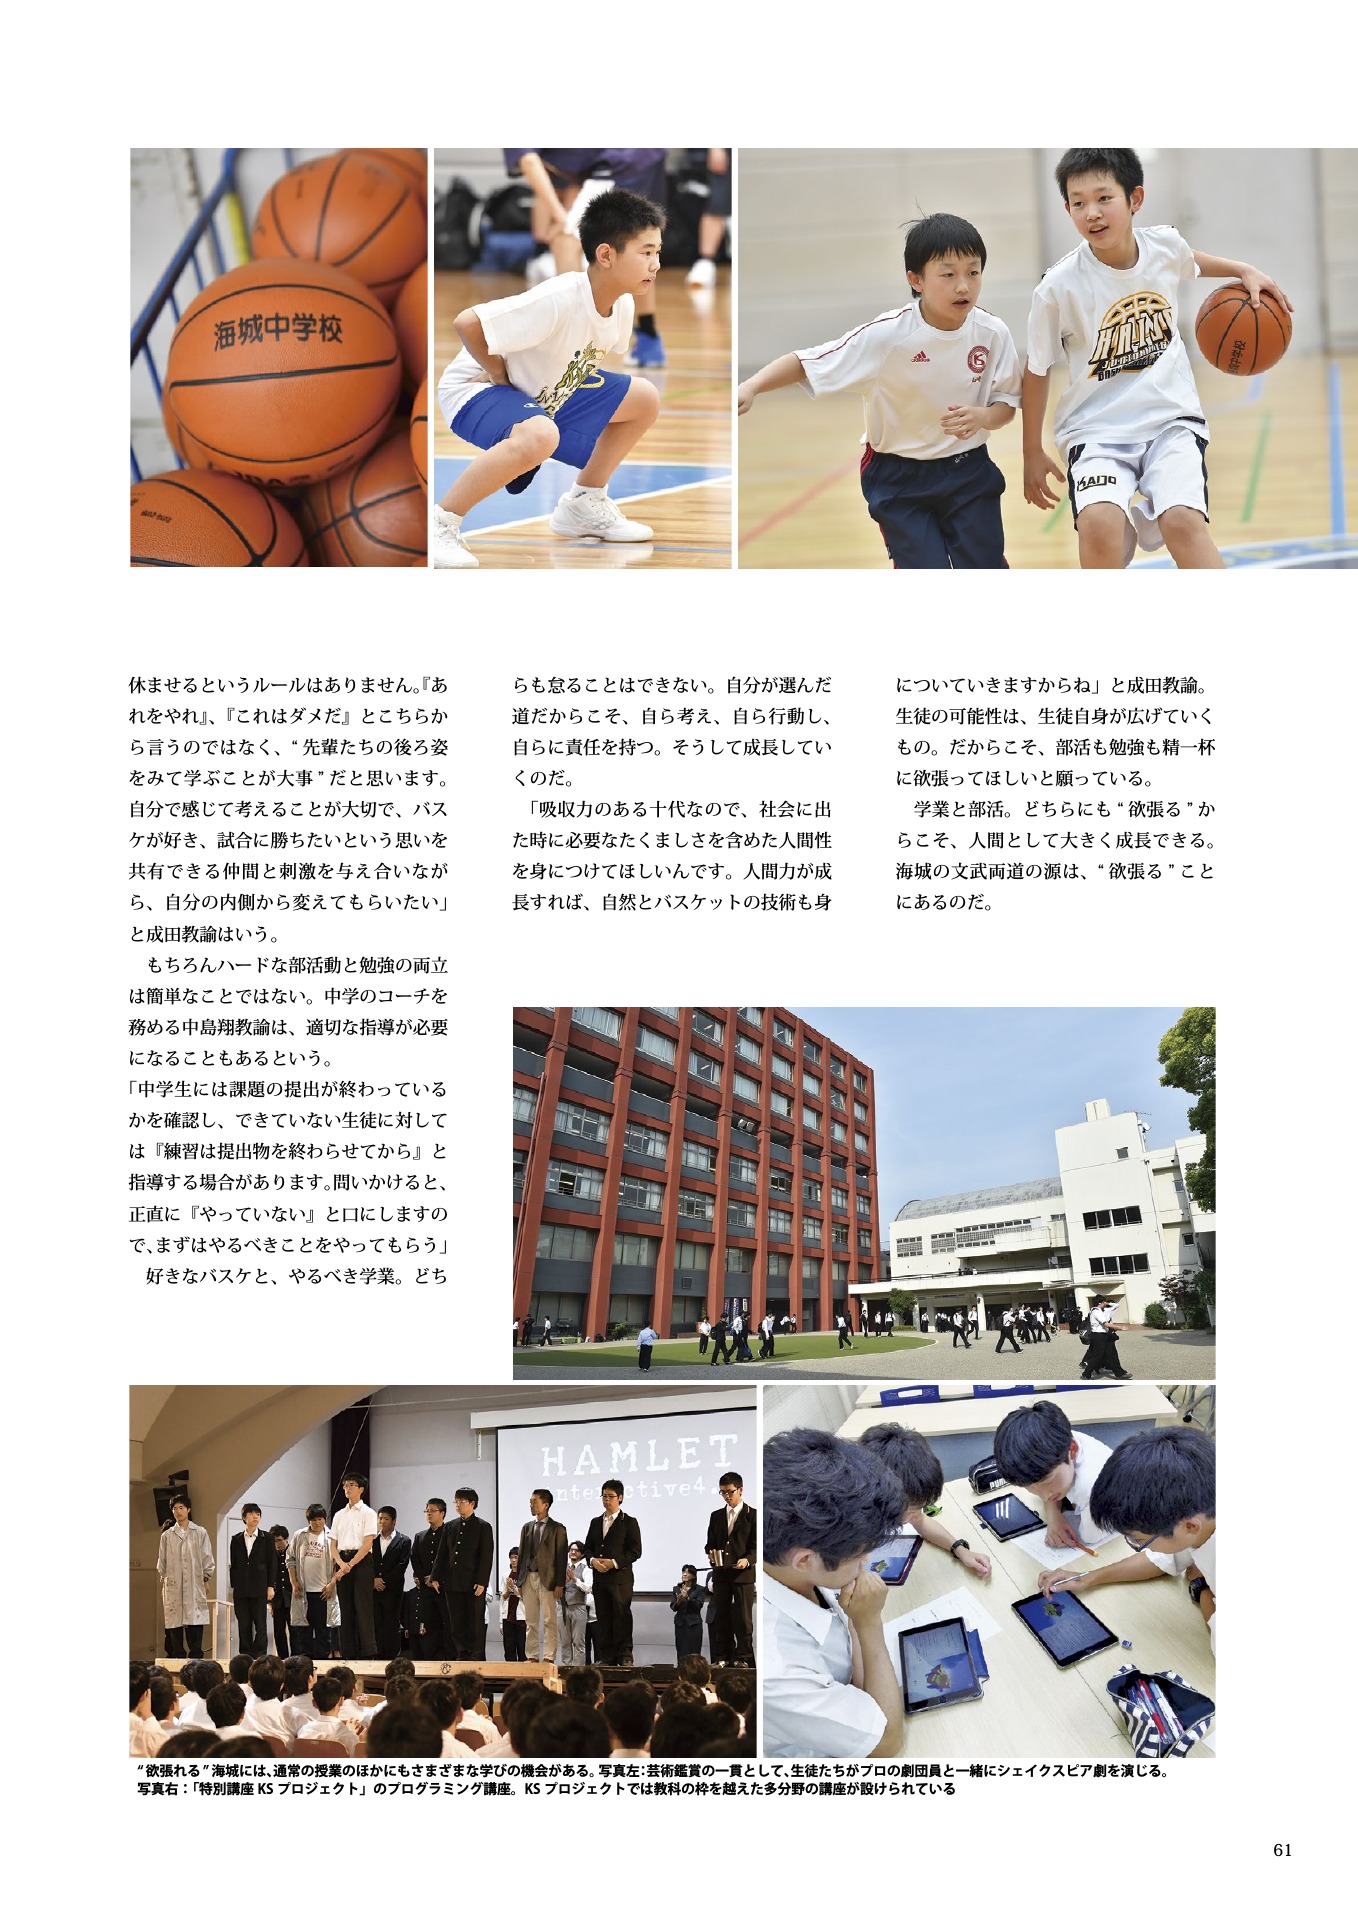 海城中学校
KAIJO
HAMLET
休ませるというルールはありません。『あ
れをやれ』、『これはダメだ』とこちらか
ら言うのではなく、“先輩たちの後ろ姿
をみて学ぶことが大事”だと思います。
自分で感じて考えることが大切で、バス
ケが好き、試合に勝ちたいという思いを
共有できる仲間と刺激を与え合いなが
ら、自分の内側から変えてもらいたい」
と成田教諭はいう。
もちろんハードな部活動と勉強の両立
は簡単なことではない。中学のコーチを
務める中島翔教諭は、適切な指導が必要
になることもあるという。
「中学生には課題の提出が終わっている
かを確認し、できていない生徒に対して
は『練習は提出物を終わらせてから』と
指導する場合があります。問いかけると、
正直に『やっていない』と口にしますの
で、まずはやるべきことをやってもらう」
好きなバスケと、やるべき学業。どち
らも怠ることはできない。自分が選んだ
道だからこそ、自ら考え、自ら行動し、
自らに責任を持つ。そうして成長してい
くのだ。
「吸収力のある十代なので、社会に出
た時に必要なたくましさを含めた人間性
を身につけてほしいんです。人間力が成
長すれば、自然とバスケットの技術も身
についていきますからね」と成田教諭。
生徒の可能性は、生徒自身が広げていく
もの。だからこそ、部活も勉強も精一杯
に欲張ってほしいと願っている。
学業と部活。どちらにも“欲張る”か
らこそ、人間として大きく成長できる。
海城の文武両道の源は、“欲張る”こと
にあるのだ。
“欲張れる”海城には、通常の授業のほかにもさまざまな学びの機会がある。写真左：芸術鑑賞の一貫として、生徒たちがプロの劇団員と一緒にシェイクスピア劇を演じる。
写真右：「特別講座 KS プロジェクト」のプログラミング講座。KS プロジェクトでは教科の枠を越えた多分野の講座が設けられている
61